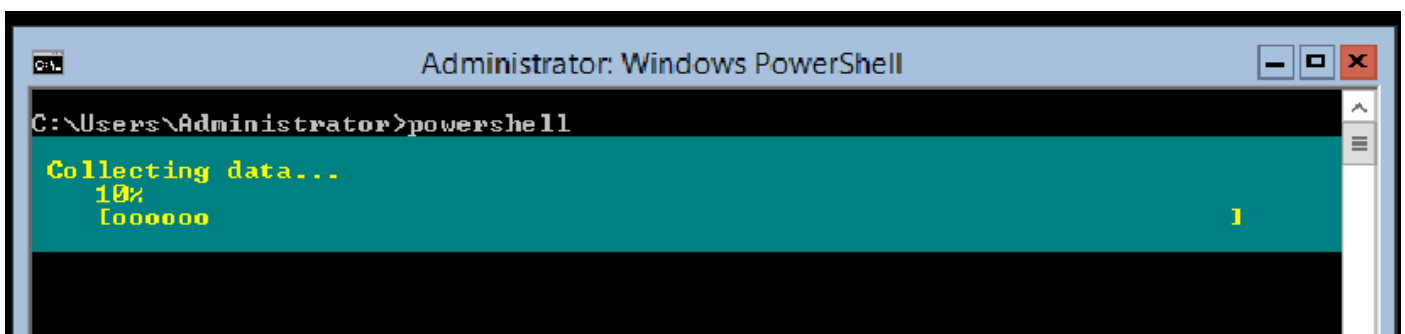 Administrator: Windows PowerShell
C:\Users\Administrator>powershell
Collecting data...
10%
[oooooo ]